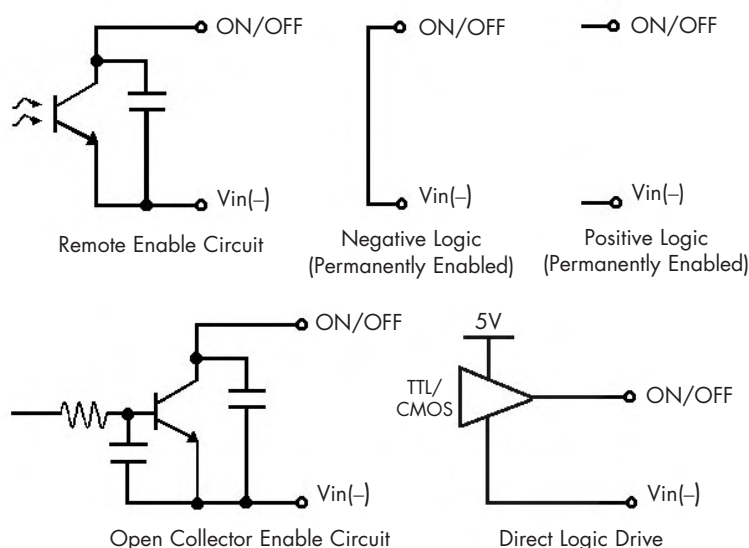 ON/OFF
Vin(–)
Remote Enable Circuit
ON/OFF
Vin(–)
Negative Logic
(Permanently Enabled)
ON/OFF
Vin(–)
Positive Logic
(Permanently Enabled)
ON/OFF
Vin(–)
Open Collector Enable Circuit
5V
TTL/
CMOS
ON/OFF
Vin(–)
Direct Logic Drive